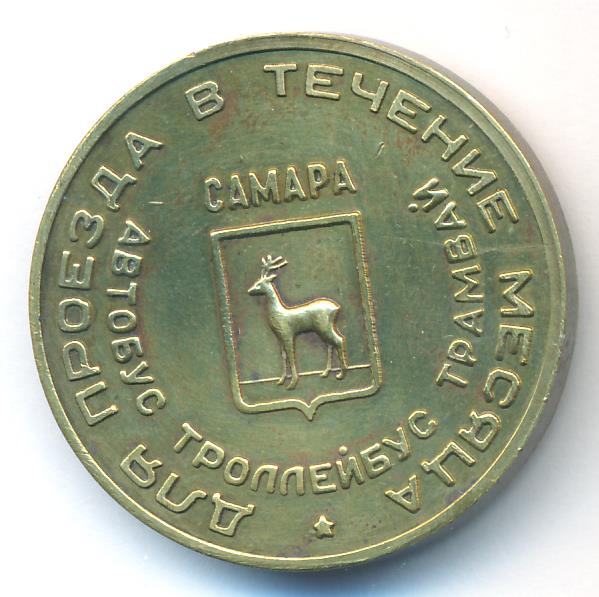 ДЛЯ ПРОЕЗДА В ТЕЧЕНИЕ МЕСЯЦА
АВТОБУС ТРОЛЛЕЙБУС ТРАМВАЙ
САМАРА